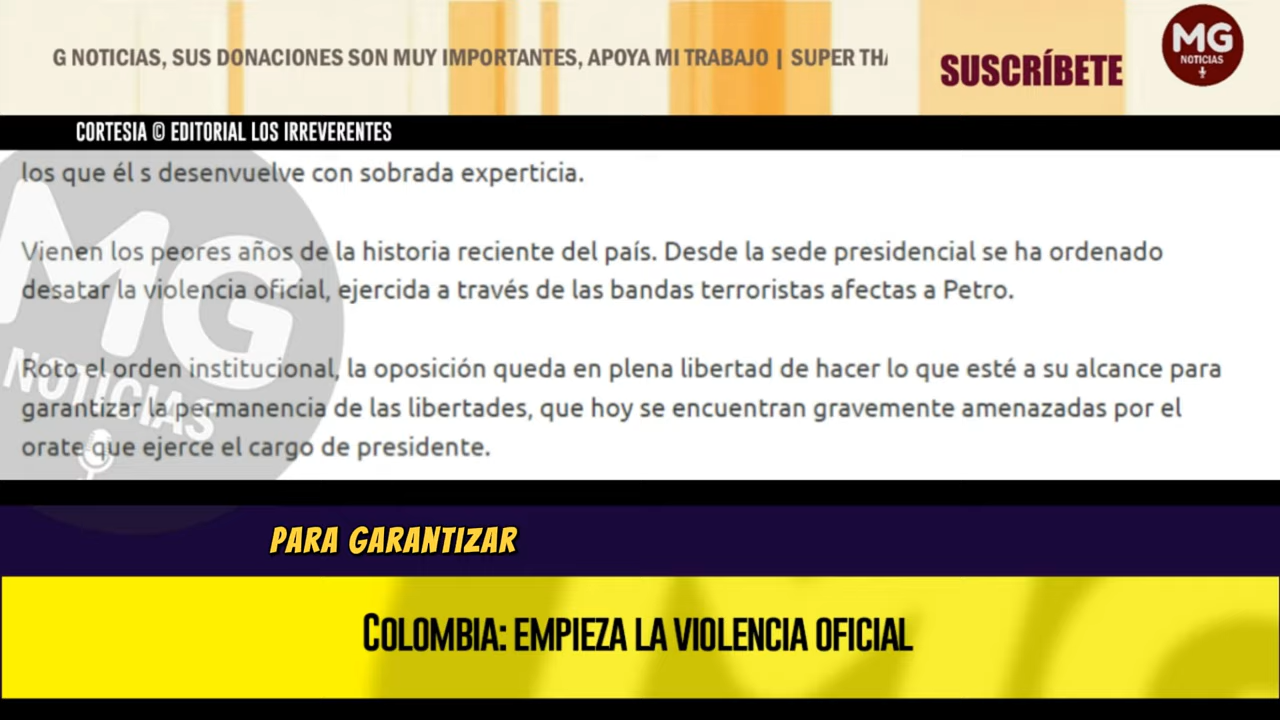 G NOTICIAS, SUS DONACIONES SON MUY IMPORTANTES, APOYA MI TRABAJO | SUPER THA
SUSCRÍBETE
MG
NOTICIAS
CORTESIA © EDITORIAL LOS IRREVERENTES
los que él s desenvuelve con sobrada experticia.
Vienen los peores años de la historia reciente del país. Desde la sede presidencial se ha ordenado
desatar la violencia oficial, ejercida a través de las bandas terroristas afectas a Petro.
Roto el orden institucional, la oposición queda en plena libertad de hacer lo que esté a su alcance para
garantizar la permanencia de las libertades, que hoy se encuentran gravemente amenazadas por el
orate que ejerce el cargo de presidente.
MG
NOTICIAS
PARA GARANTIZAR
COLOMBIA: EMPIEZA LA VIOLENCIA OFICIAL